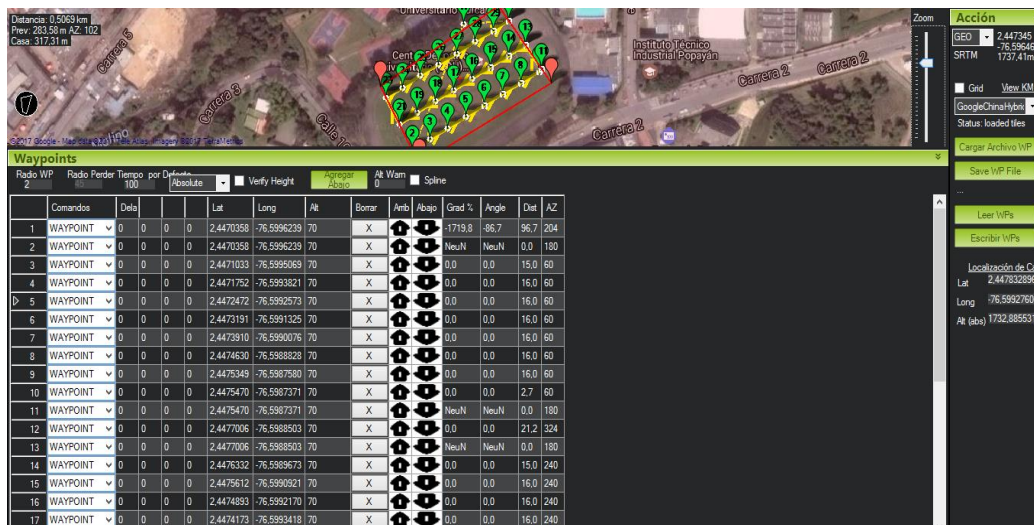 Distancia: 0,5069 km
Prev: 283,58 m AZ: 102
Casa: 317,31 m
Carrera 5
Carrera 3
Instituto Técnico
Industrial Popayán
Carrera 2
Carrera 2
Carrera 2
Zoom
Acción
GEO 2,447345
-76,59646
SRTM 1737,41m
Grid View KM
GoogleChinaHybric
Status: loaded tiles
Cargar Archivo WP
Save WP File
...
Leer WPs
Escribir WPs
Localización de C
Lat 2,44783289
Long -76,5992760
Alt (abs) 1732,88553
Waypoints
Radio WP Radio Perder Tiempo por Defecto
2 45 100 Absolute Verify Height Agregar Abajo Alt Warn 0 Spline
Comandos Dela Lat Long Alt Borrar Arrib Abajo Grad % Angle Dist AZ
1 WAYPOINT 0 0 0 0 2,4470358 -76,5996239 70 X -1719,8 -86,7 96,7 204
2 WAYPOINT 0 0 0 0 2,4470358 -76,5996239 70 X NeuN NeuN 0,0 180
3 WAYPOINT 0 0 0 0 2,4471033 -76,5995069 70 X 0,0 0,0 15,0 60
4 WAYPOINT 0 0 0 0 2,4471752 -76,5993821 70 X 0,0 0,0 16,0 60
5 WAYPOINT 0 0 0 0 2,4472472 -76,5992573 70 X 0,0 0,0 16,0 60
6 WAYPOINT 0 0 0 0 2,4473191 -76,5991325 70 X 0,0 0,0 16,0 60
7 WAYPOINT 0 0 0 0 2,4473910 -76,5990076 70 X 0,0 0,0 16,0 60
8 WAYPOINT 0 0 0 0 2,4474630 -76,5988828 70 X 0,0 0,0 16,0 60
9 WAYPOINT 0 0 0 0 2,4475349 -76,5987580 70 X 0,0 0,0 16,0 60
10 WAYPOINT 0 0 0 0 2,4475470 -76,5987371 70 X 0,0 0,0 2,7 60
11 WAYPOINT 0 0 0 0 2,4475470 -76,5987371 70 X NeuN NeuN 0,0 180
12 WAYPOINT 0 0 0 0 2,4477006 -76,5988503 70 X 0,0 0,0 21,2 324
13 WAYPOINT 0 0 0 0 2,4477006 -76,5988503 70 X NeuN NeuN 0,0 180
14 WAYPOINT 0 0 0 0 2,4476332 -76,5989673 70 X 0,0 0,0 15,0 240
15 WAYPOINT 0 0 0 0 2,4475612 -76,5990921 70 X 0,0 0,0 16,0 240
16 WAYPOINT 0 0 0 0 2,4474893 -76,5992170 70 X 0,0 0,0 16,0 240
17 WAYPOINT 0 0 0 0 2,4474173 -76,5993418 70 X 0,0 0,0 16,0 240